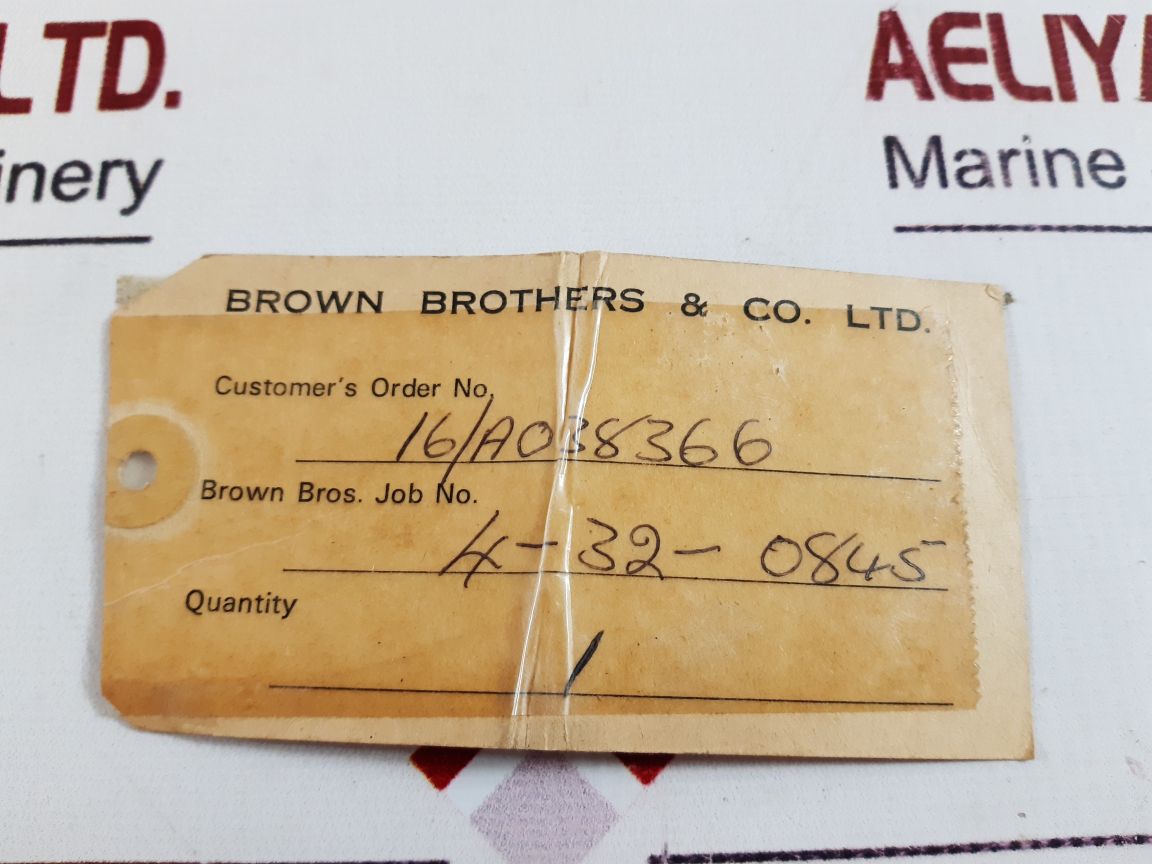 LTD.
AELIY
inery
Marine
BROWN BROTHERS & CO. LTD.
Customer's Order No.
16/A038366
Brown Bros. Job No.
4-32-0845
Quantity
1